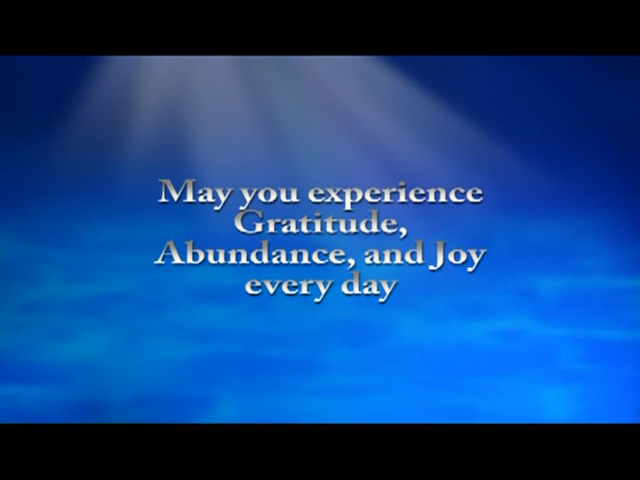 May you experience
Gratitude,
Abundance, and Joy
every day